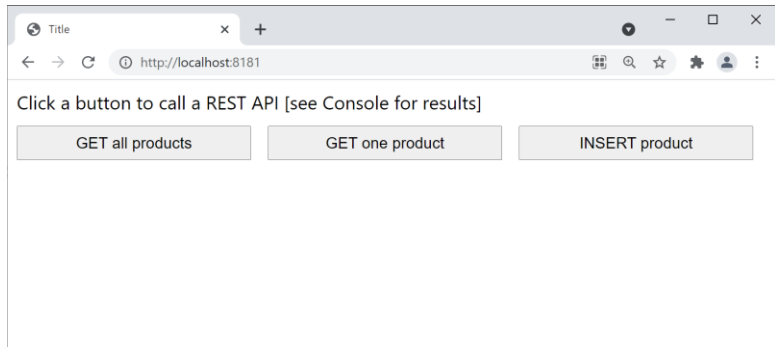 Title
http://localhost:8181
Click a button to call a REST API [see Console for results]
GET all products GET one product INSERT product